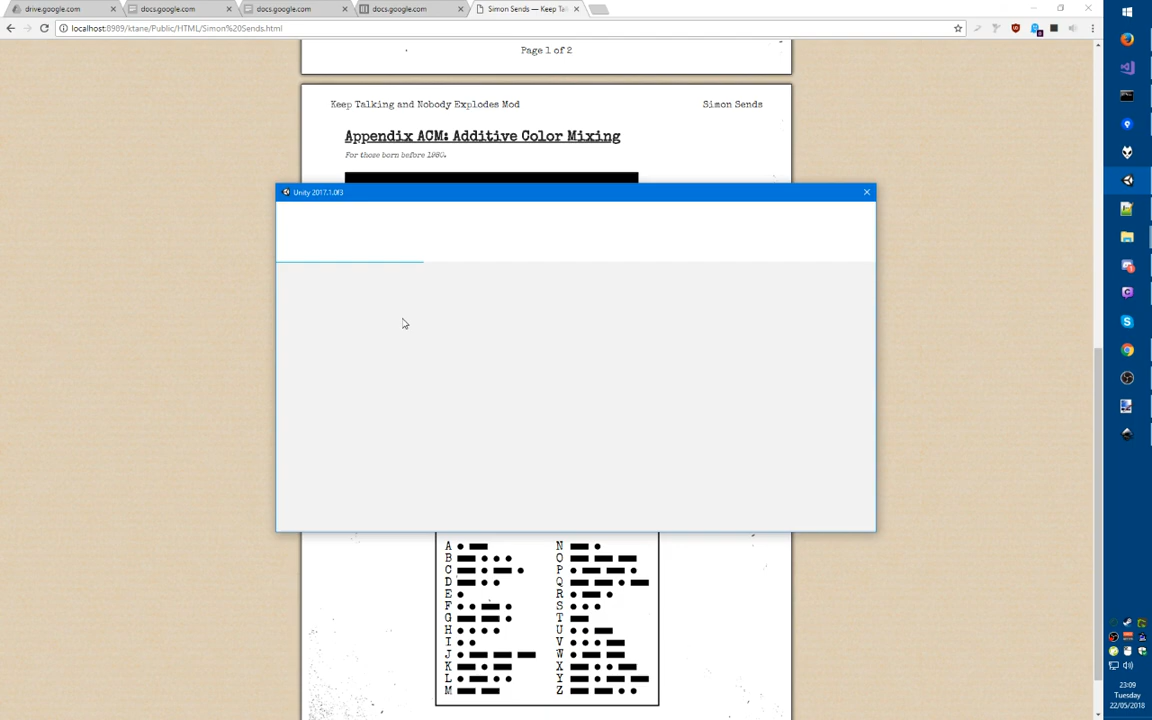 drive.google.com
docs.google.com
docs.google.com
docs.google.com
Simon Sends — Keep Tal
localhost:8989/ktane/Public/HTML/Simon%20Sends.html
Page 1 of 2
Keep Talking and Nobody Explodes Mod
Simon Sends
Appendix ACM: Additive Color Mixing
For those born before 1980.
Unity 2017.1.0f3
A
B
C
D
E
F
G
H
I
J
K
L
M
N
O
P
Q
R
S
T
U
V
W
X
Y
Z
23:09
Tuesday
22/05/2018